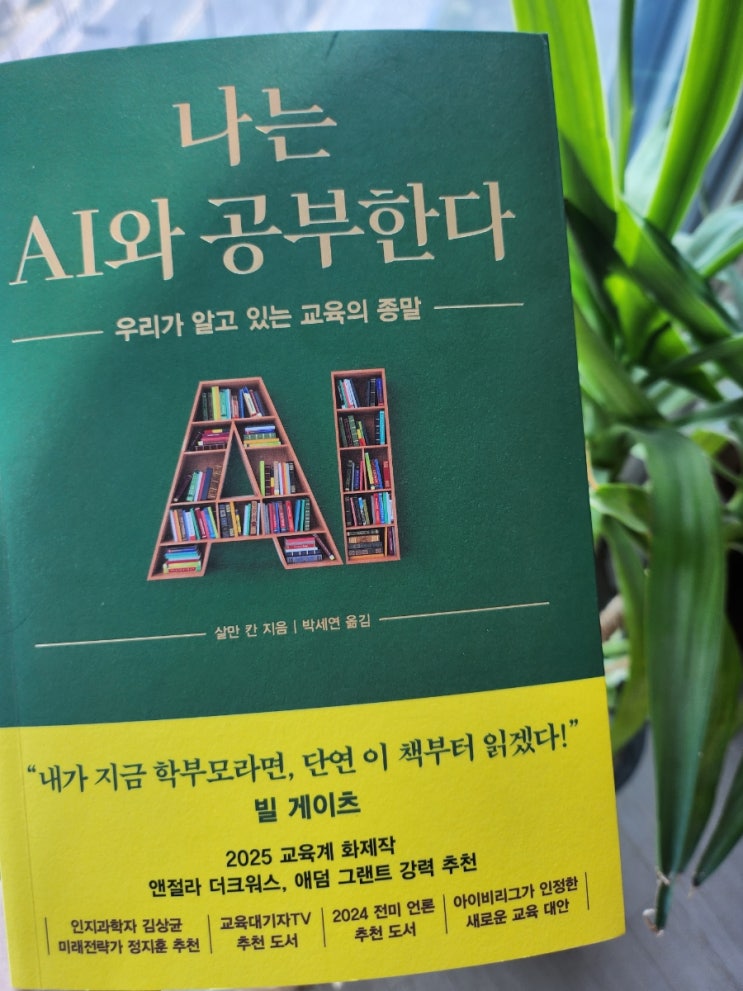 나는
AI와 공부한다
우리가 알고 있는 교육의 종말
AI
살만 칸 지음 | 박세연 옮김
“내가 지금 학부모라면, 단연 이 책부터 읽겠다!”
빌 게이츠
2025 교육계 화제작
앤절라 더크워스, 애덤 그랜트 강력 추천
인지과학자 김상균
미래전략가 정지훈 추천
교육대기자TV
추천 도서
2024 전미 언론
추천 도서
아이비리그가 인정한
새로운 교육 대안